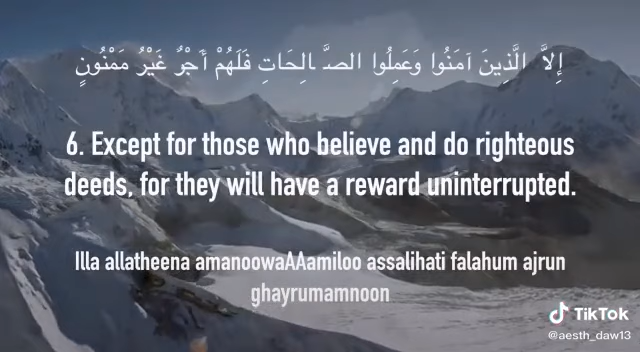 إِلاَّ الَّذِينَ آمَنُوا وَعَمِلُوا الصَّالِحَاتِ فَلَهُمْ أَجْرٌ غَيْرُ مَمْنُونٍ
6. Except for those who believe and do righteous
deeds, for they will have a reward uninterrupted.
Illa allatheena amanoowaAAamiloo assalihati falahum ajrun
ghayrumamnoon
TikTok
@aesth_daw13